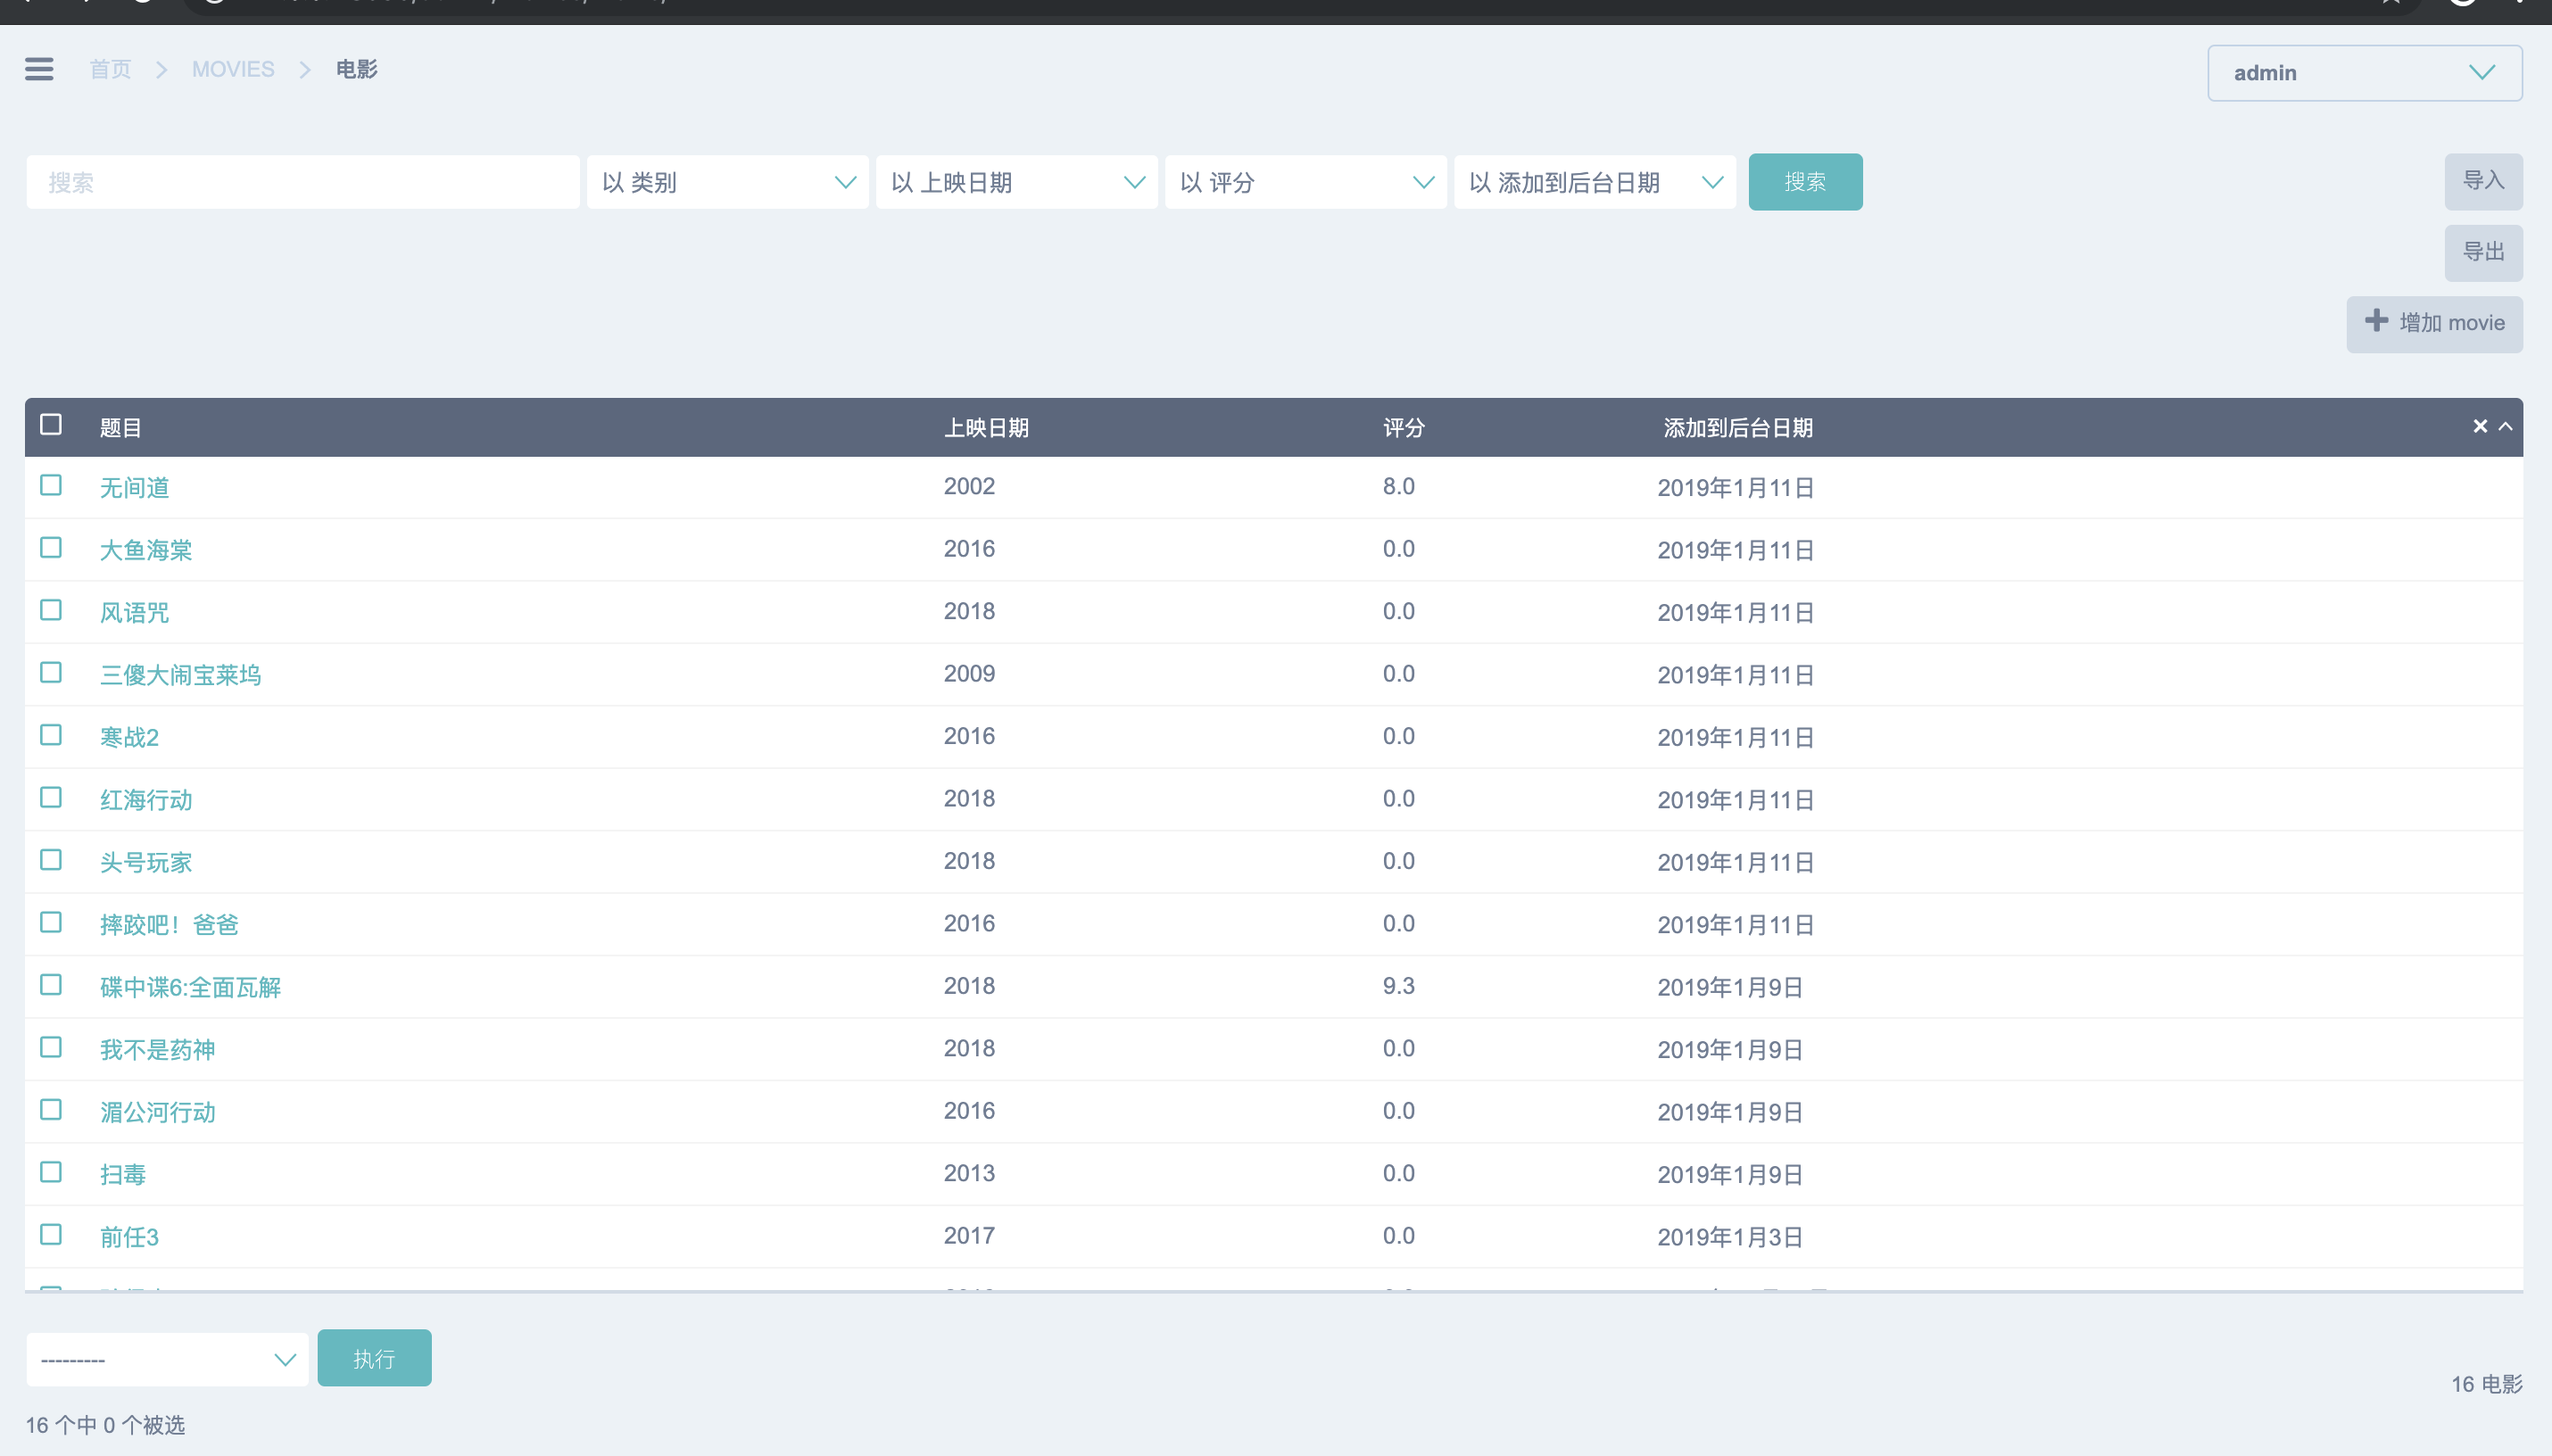 首页 > MOVIES > 电影
admin
搜索 以 类别 以 上映日期 以 评分 以 添加到后台日期 搜索
导入
导出
增加 movie
题目 上映日期 评分 添加到后台日期
无间道 2002 8.0 2019年1月11日
大鱼海棠 2016 0.0 2019年1月11日
风语咒 2018 0.0 2019年1月11日
三傻大闹宝莱坞 2009 0.0 2019年1月11日
寒战2 2016 0.0 2019年1月11日
红海行动 2018 0.0 2019年1月11日
头号玩家 2018 0.0 2019年1月11日
摔跤吧！爸爸 2016 0.0 2019年1月11日
碟中谍6:全面瓦解 2018 9.3 2019年1月9日
我不是药神 2018 0.0 2019年1月9日
湄公河行动 2016 0.0 2019年1月9日
扫毒 2013 0.0 2019年1月9日
前任3 2017 0.0 2019年1月3日
--------- 执行
16 电影
16 个中 0 个被选